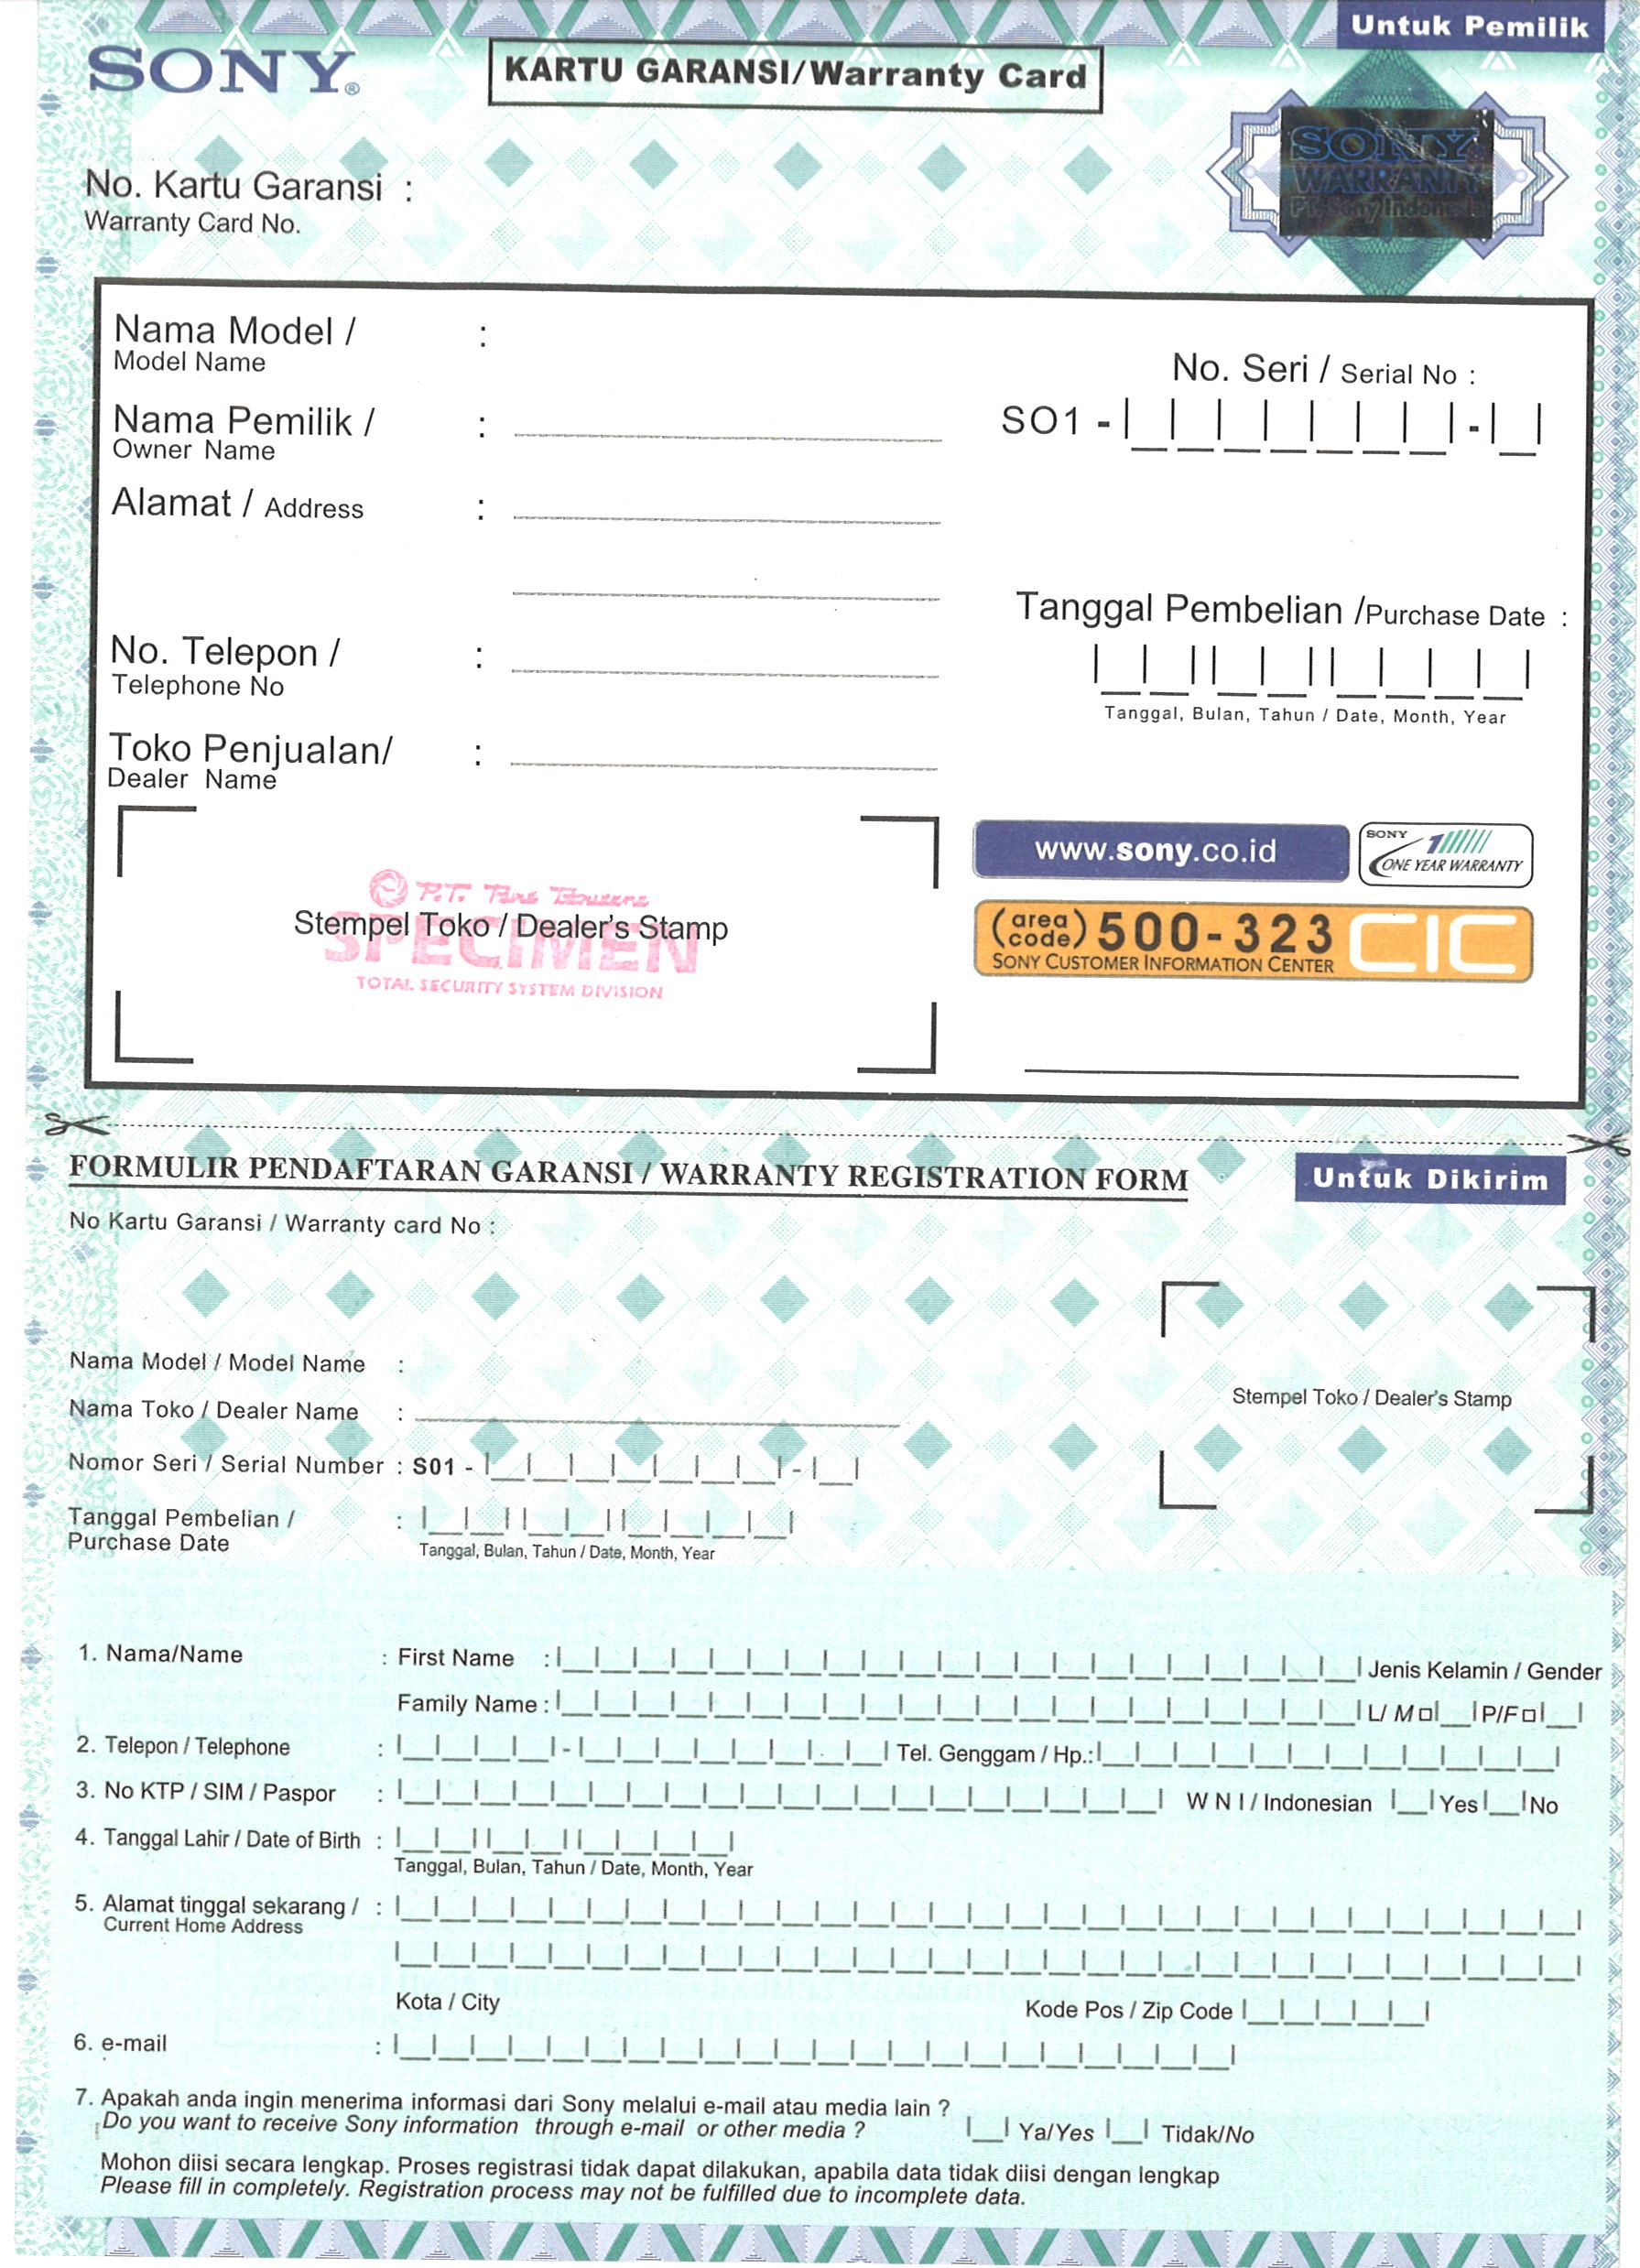 Untuk Pemilik
SONY®
KARTU GARANSI/Warranty Card
SONY
WARRANTY
PT. Sony Indonesia
No. Kartu Garansi :
Warranty Card No.
Nama Model / :
Model Name
No. Seri / Serial No :
Nama Pemilik / :
Owner Name
SO1 - -
Alamat / Address :
Tanggal Pembelian /Purchase Date :
No. Telepon / :
Telephone No
Tanggal, Bulan, Tahun / Date, Month, Year
Toko Penjualan/ :
Dealer Name
www.sony.co.id
SONY 1
ONE YEAR WARRANTY
P.T. Pura
Stempel Toko / Dealer's Stamp
SPECIMEN
TOTAL SECURITY SYSTEM DIVISION
(area code) 500-323 CIC
SONY CUSTOMER INFORMATION CENTER
FORMULIR PENDAFTARAN GARANSI / WARRANTY REGISTRATION FORM
Untuk Dikirim
No Kartu Garansi / Warranty card No :
Nama Model / Model Name :
Stempel Toko / Dealer's Stamp
Nama Toko / Dealer Name :
Nomor Seri / Serial Number : S01 - -
Tanggal Pembelian / :
Purchase Date
Tanggal, Bulan, Tahun / Date, Month, Year
1. Nama/Name : First Name : Jenis Kelamin / Gender
Family Name : L/ M P/F
2. Telepon / Telephone : - Tel. Genggam / Hp.:
3. No KTP / SIM / Paspor : W N I / Indonesian Yes No
4. Tanggal Lahir / Date of Birth :
Tanggal, Bulan, Tahun / Date, Month, Year
5. Alamat tinggal sekarang / :
Current Home Address
Kota / City Kode Pos / Zip Code
6. e-mail :
7. Apakah anda ingin menerima informasi dari Sony melalui e-mail atau media lain ?
Do you want to receive Sony information through e-mail or other media ? Ya/Yes Tidak/No
Mohon diisi secara lengkap. Proses registrasi tidak dapat dilakukan, apabila data tidak diisi dengan lengkap
Please fill in completely. Registration process may not be fulfilled due to incomplete data.